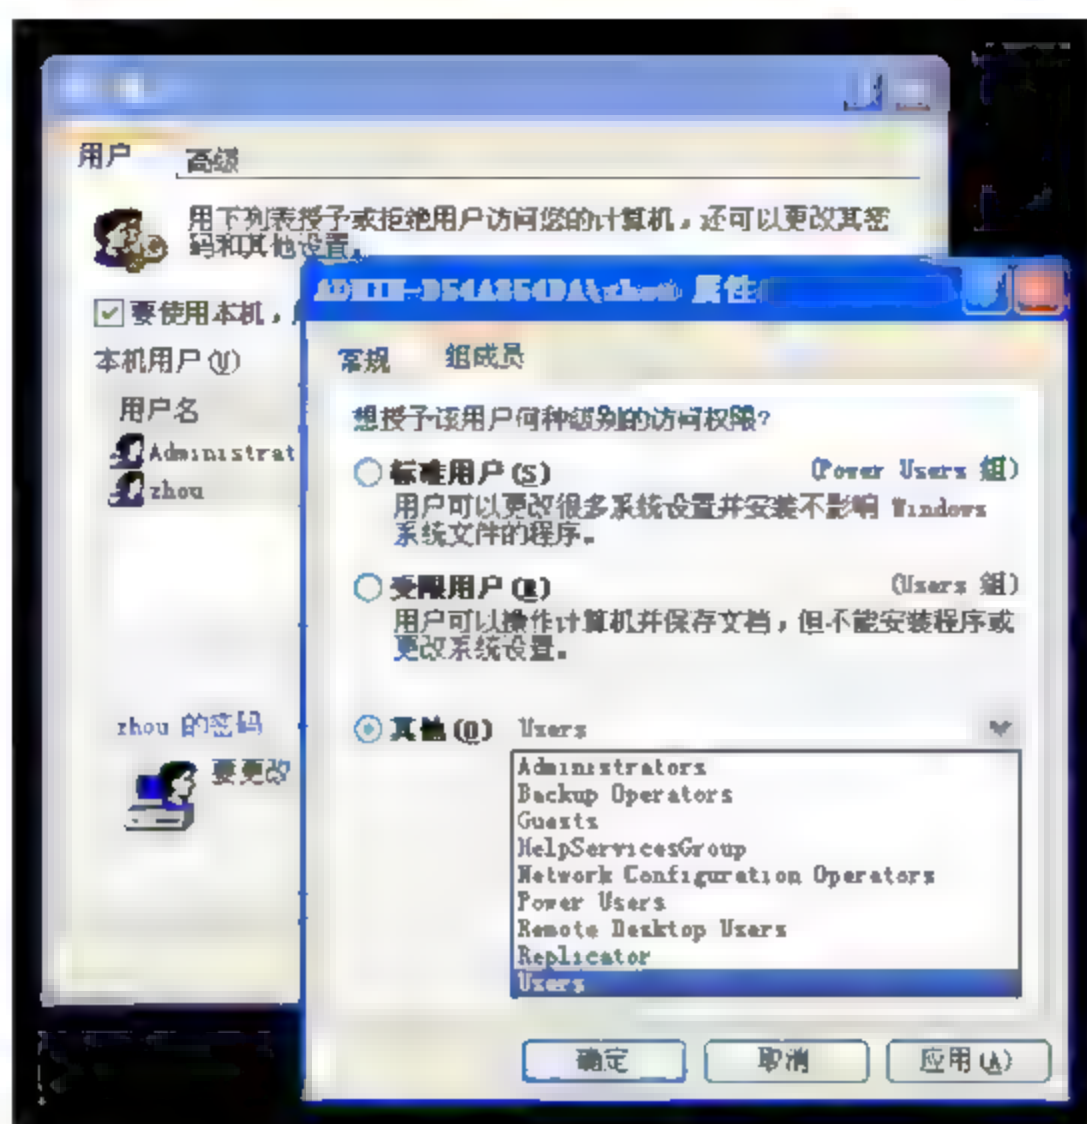 用户 高级
用下列表授予或拒绝用户访问您的计算机，还可以更改其密
码和其他设置。
要使用本机，
本机用户(U)
用户名
Administrat
zhou
zhou 的密码
要更改
属性
常规 组成员
想授予该用户何种级别的访问权限?
标准用户(S) (Power Users 组)
用户可以更改很多系统设置并安装不影响 Windows
系统文件的程序。
受限用户(R) (Users 组)
用户可以操作计算机并保存文档，但不能安装程序或
更改系统设置。
其他(O) Users
Administrators
Backup Operators
Guests
HelpServicesGroup
Network Configuration Operators
Power Users
Remote Desktop Users
Replicator
Users
确定 取消 应用(A)